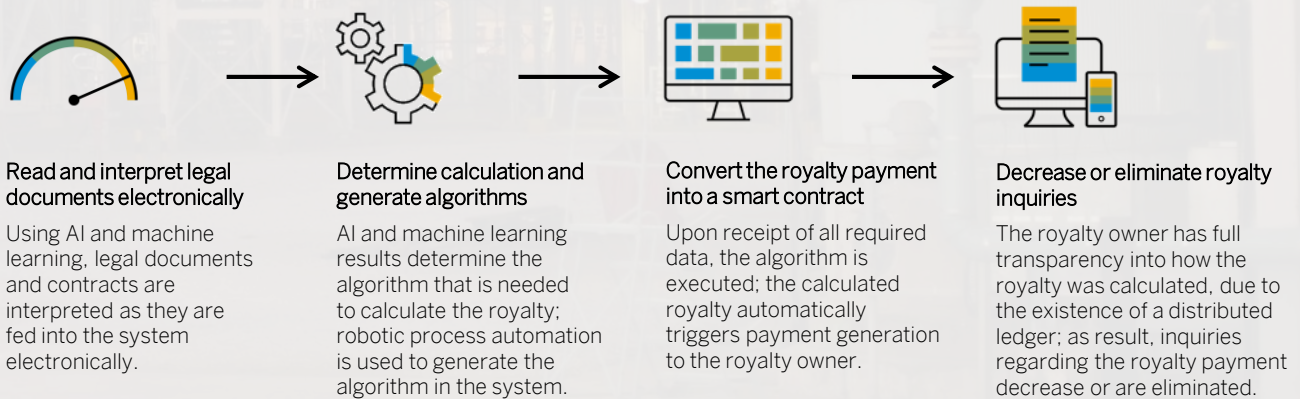 Read and interpret legal
documents electronically
Using AI and machine
learning, legal documents
and contracts are
interpreted as they are
fed into the system
electronically.
Determine calculation and
generate algorithms
AI and machine learning
results determine the
algorithm that is needed
to calculate the royalty;
robotic process automation
is used to generate the
algorithm in the system.
Convert the royalty payment
into a smart contract
Upon receipt of all required
data, the algorithm is
executed; the calculated
royalty automatically
triggers payment generation
to the royalty owner.
Decrease or eliminate royalty
inquiries
The royalty owner has full
transparency into how the
royalty was calculated, due to
the existence of a distributed
ledger; as result, inquiries
regarding the royalty payment
decrease or are eliminated.